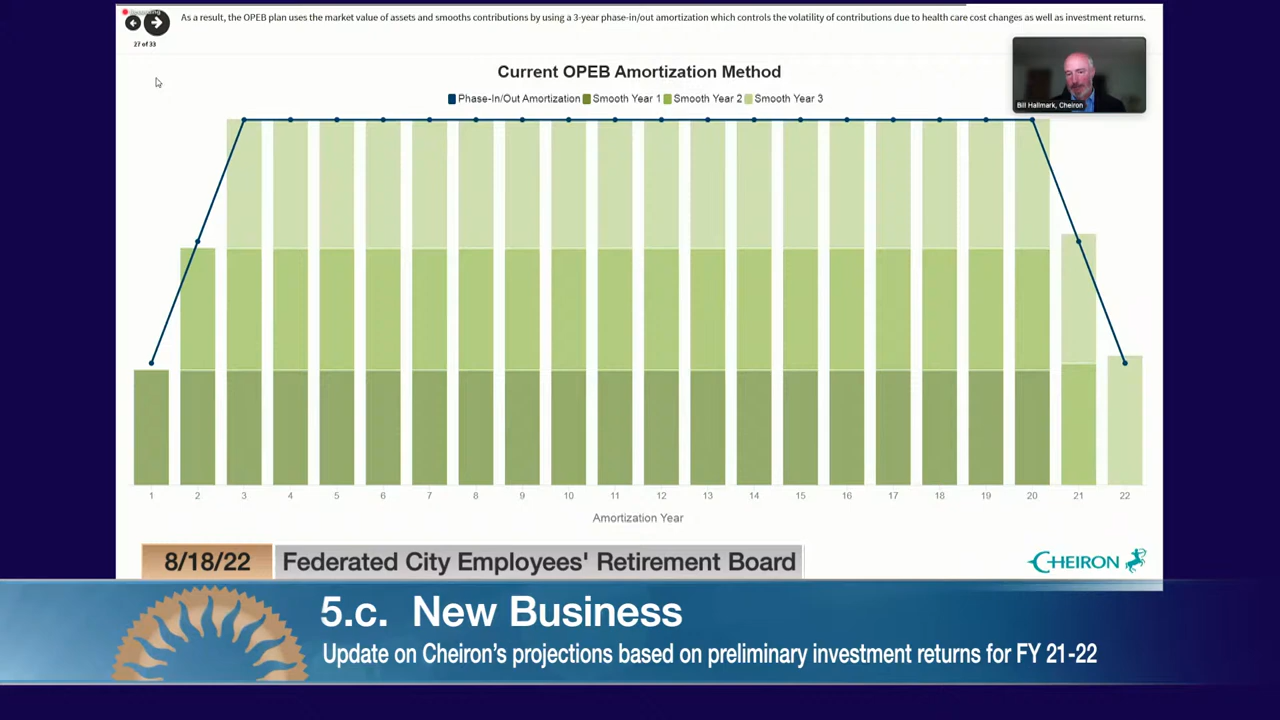 As a result, the OPEB plan uses the market value of assets and smooths contributions by using a 3-year phase-in/out amortization which controls the volatility of contributions due to health care cost changes as well as investment returns.
27 of 33
Current OPEB Amortization Method
Phase-In/Out Amortization Smooth Year 1 Smooth Year 2 Smooth Year 3
Bill Hallmark, Cheiron
1 2 3 4 5 6 7 8 9 10 11 12 13 14 15 16 17 18 19 20 21 22
Amortization Year
8/18/22 Federated City Employees' Retirement Board
CHEIRON
5.c. New Business
Update on Cheiron's projections based on preliminary investment returns for FY 21-22